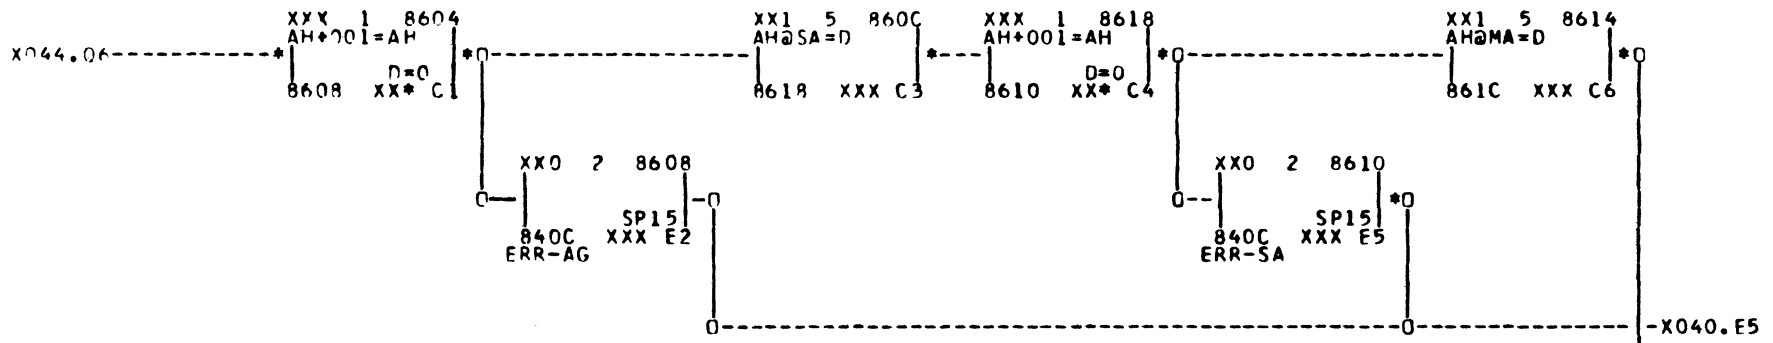 XXX 1 8604 XX1 5 860C XXX 1 8618 XX1 5 8614
AH+001=AH AH@SA=D AH+001=AH AH@MA=D
X044.06 * *O * *O *O
D=0 D=0
8608 XX* C1 8618 XXX C3 8610 XX* C4 861C XXX C6
XX0 2 8608 XX0 2 8610
O O O *O
SP15 SP15
840C XXX E2 840C XXX E5
ERR-AG ERR-SA
O O X040.E5